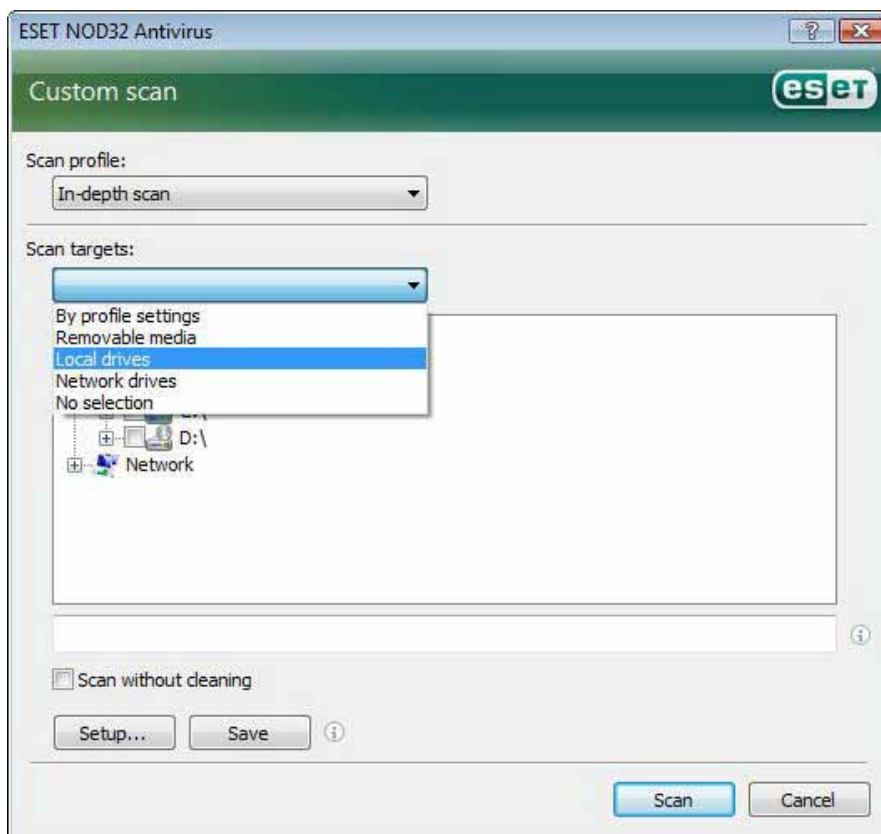 ESET NOD32 Antivirus
Custom scan
eset
Scan profile:
In-depth scan
Scan targets:
By profile settings
Removable media
Local drives
Network drives
No selection
D:\
Network
Scan without cleaning
Setup...
Save
Scan
Cancel